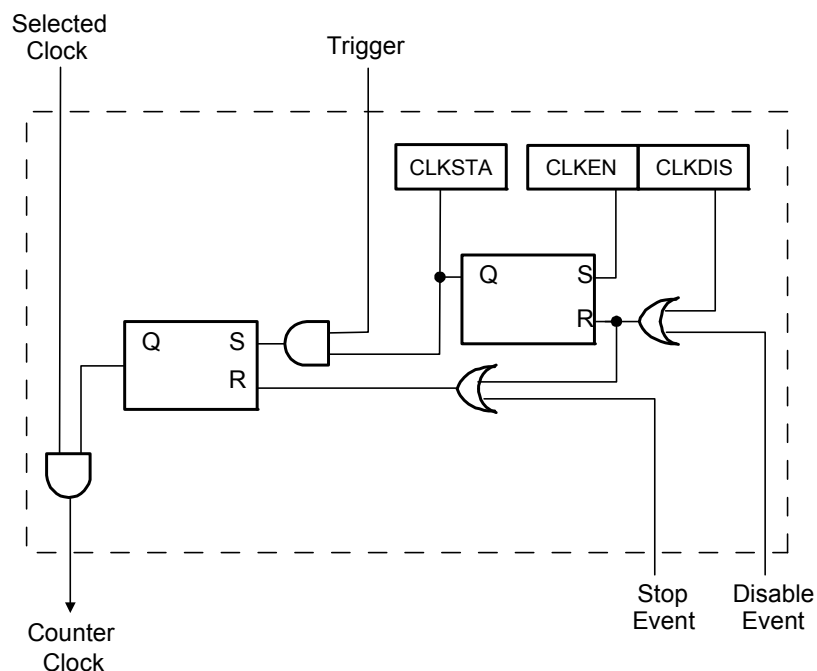 Selected
Clock
Trigger
CLKSTA
CLKEN
CLKDIS
Q
S
R
Q
S
R
Stop
Event
Disable
Event
Counter
Clock